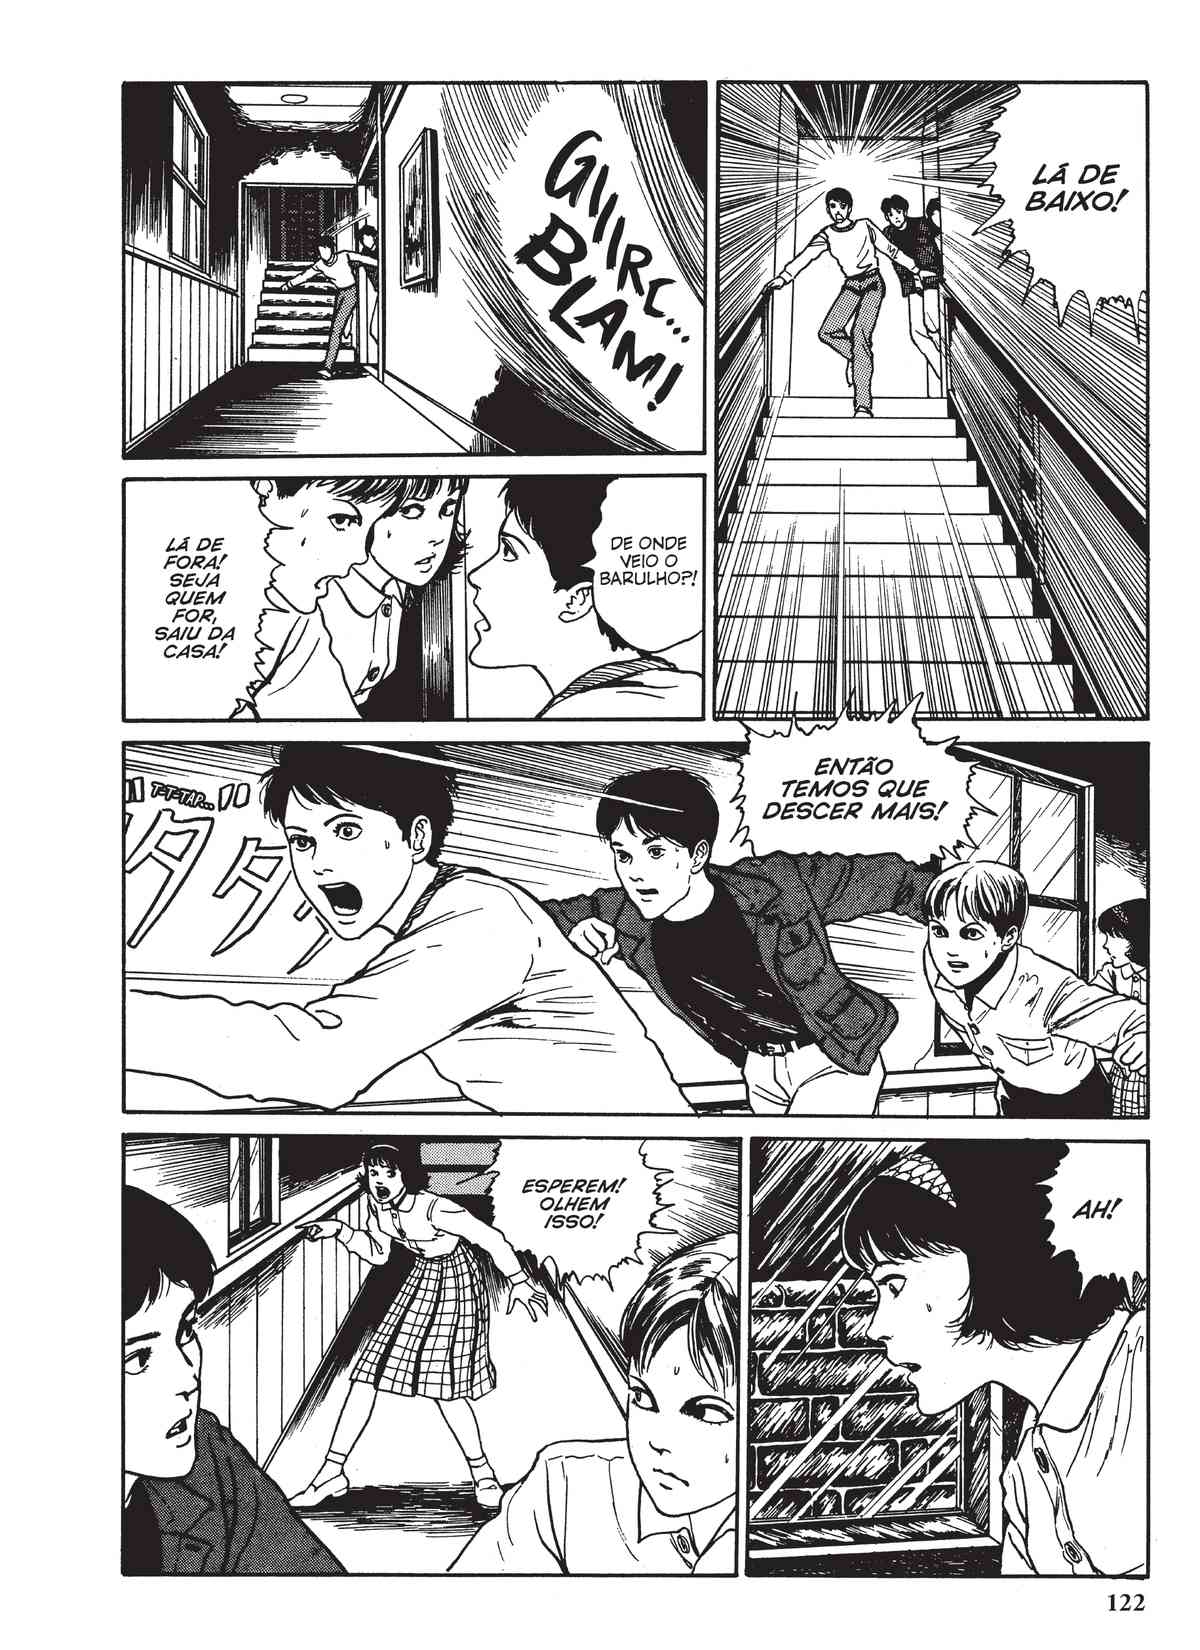 LÁ DE
BAIXO!
GIIIRC...
BLAM!
DE ONDE
VEIO O
BARULHO?!
LÁ DE
FORA!
SEJA
QUEM
FOR,
SAIU DA
CASA!
ENTÃO
TEMOS QUE
DESCER MAIS!
T-T-TAP...
タタタ
AH!
ESPEREM!
OLHEM
ISSO!
122